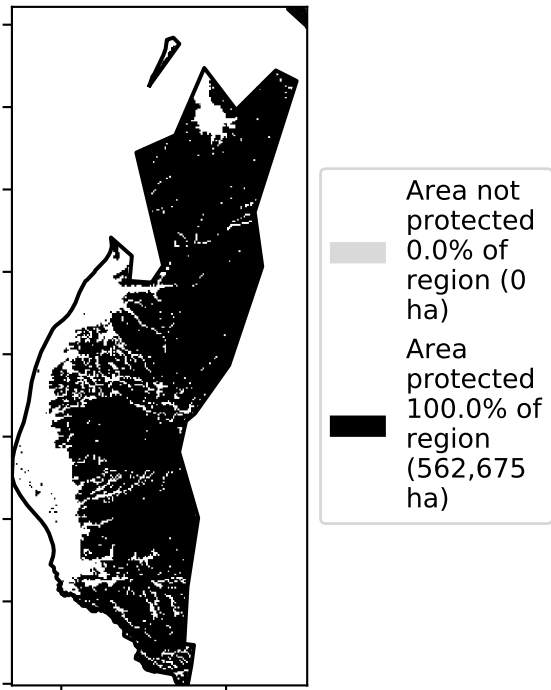 Area not
protected
0.0% of
region (0
ha)
Area
protected
100.0% of
region
(562,675
ha)